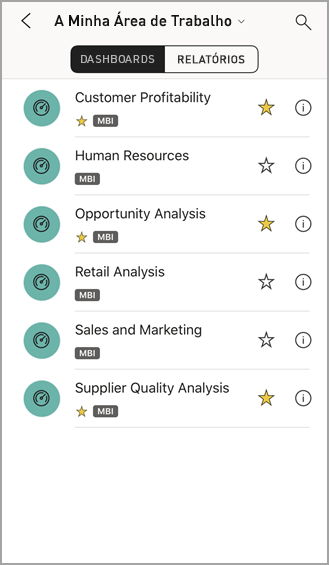 A Minha Área de Trabalho
DASHBOARDS RELATÓRIOS
Customer Profitability
MBI
Human Resources
MBI
Opportunity Analysis
MBI
Retail Analysis
MBI
Sales and Marketing
MBI
Supplier Quality Analysis
MBI